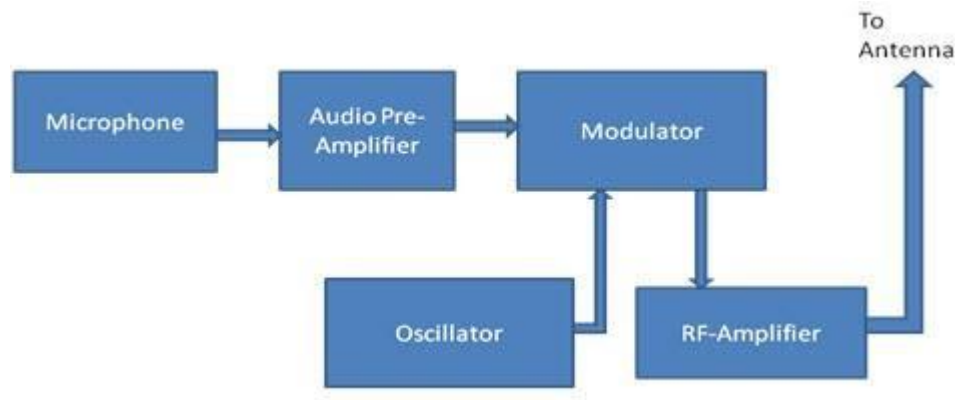 To
Antenna
Microphone
Audio Pre-
Amplifier
Modulator
Oscillator
RF-Amplifier